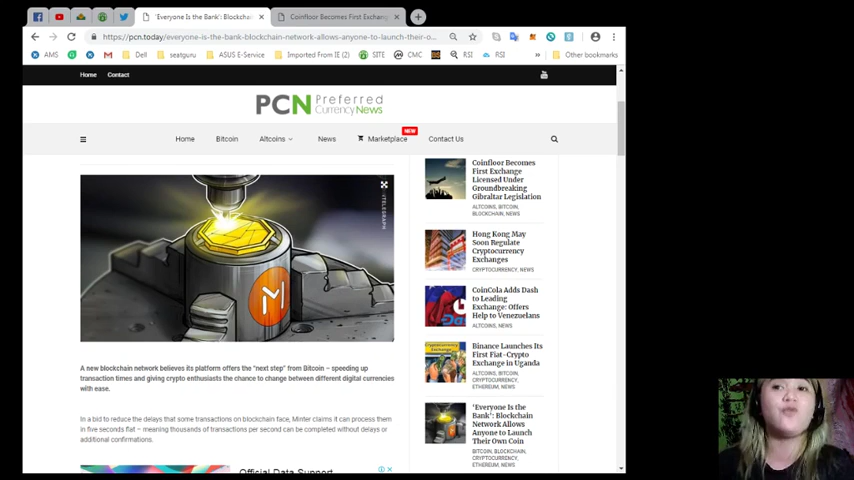 'Everyone Is the Bank': Blockchai
Coinfloor Becomes First Exchang
https://pcn.today/everyone-is-the-bank-blockchain-network-allows-anyone-to-launch-their-o...
AMS
Dell
seatguru
ASUS E-Service
Imported From IE (2)
SITE
CMC
RSI
RSI
»
Other bookmarks
Home
Contact
PCN Preferred
Currency News
NEW
Home
Bitcoin
Altcoins
News
Marketplace
Contact Us
Coinfloor Becomes
First Exchange
Licensed Under
Groundbreaking
Gibraltar Legislation
ALTCOINS, BITCOIN,
BLOCKCHAIN, NEWS
Hong Kong May
Soon Regulate
Cryptocurrency
Exchanges
CRYPTOCURRENCY, NEWS
CoinCola Adds Dash
to Leading
Exchange: Offers
Help to Venezuelans
ALTCOINS, NEWS
Binance Launches Its
First Fiat-Crypto
Exchange in Uganda
ALTCOINS, BITCOIN,
CRYPTOCURRENCY,
ETHEREUM, NEWS
'Everyone Is the
Bank': Blockchain
Network Allows
Anyone to Launch
Their Own Coin
BITCOIN, BLOCKCHAIN,
CRYPTOCURRENCY,
ETHEREUM, NEWS
A new blockchain network believes its platform offers the "next step" from Bitcoin – speeding up
transaction times and giving crypto enthusiasts the chance to change between different digital currencies
with ease.
In a bid to reduce the delays that some transactions on blockchain face, Minter claims it can process them
in five seconds flat – meaning thousands of transactions per second can be completed without delays or
additional confirmations.
Official Data Support